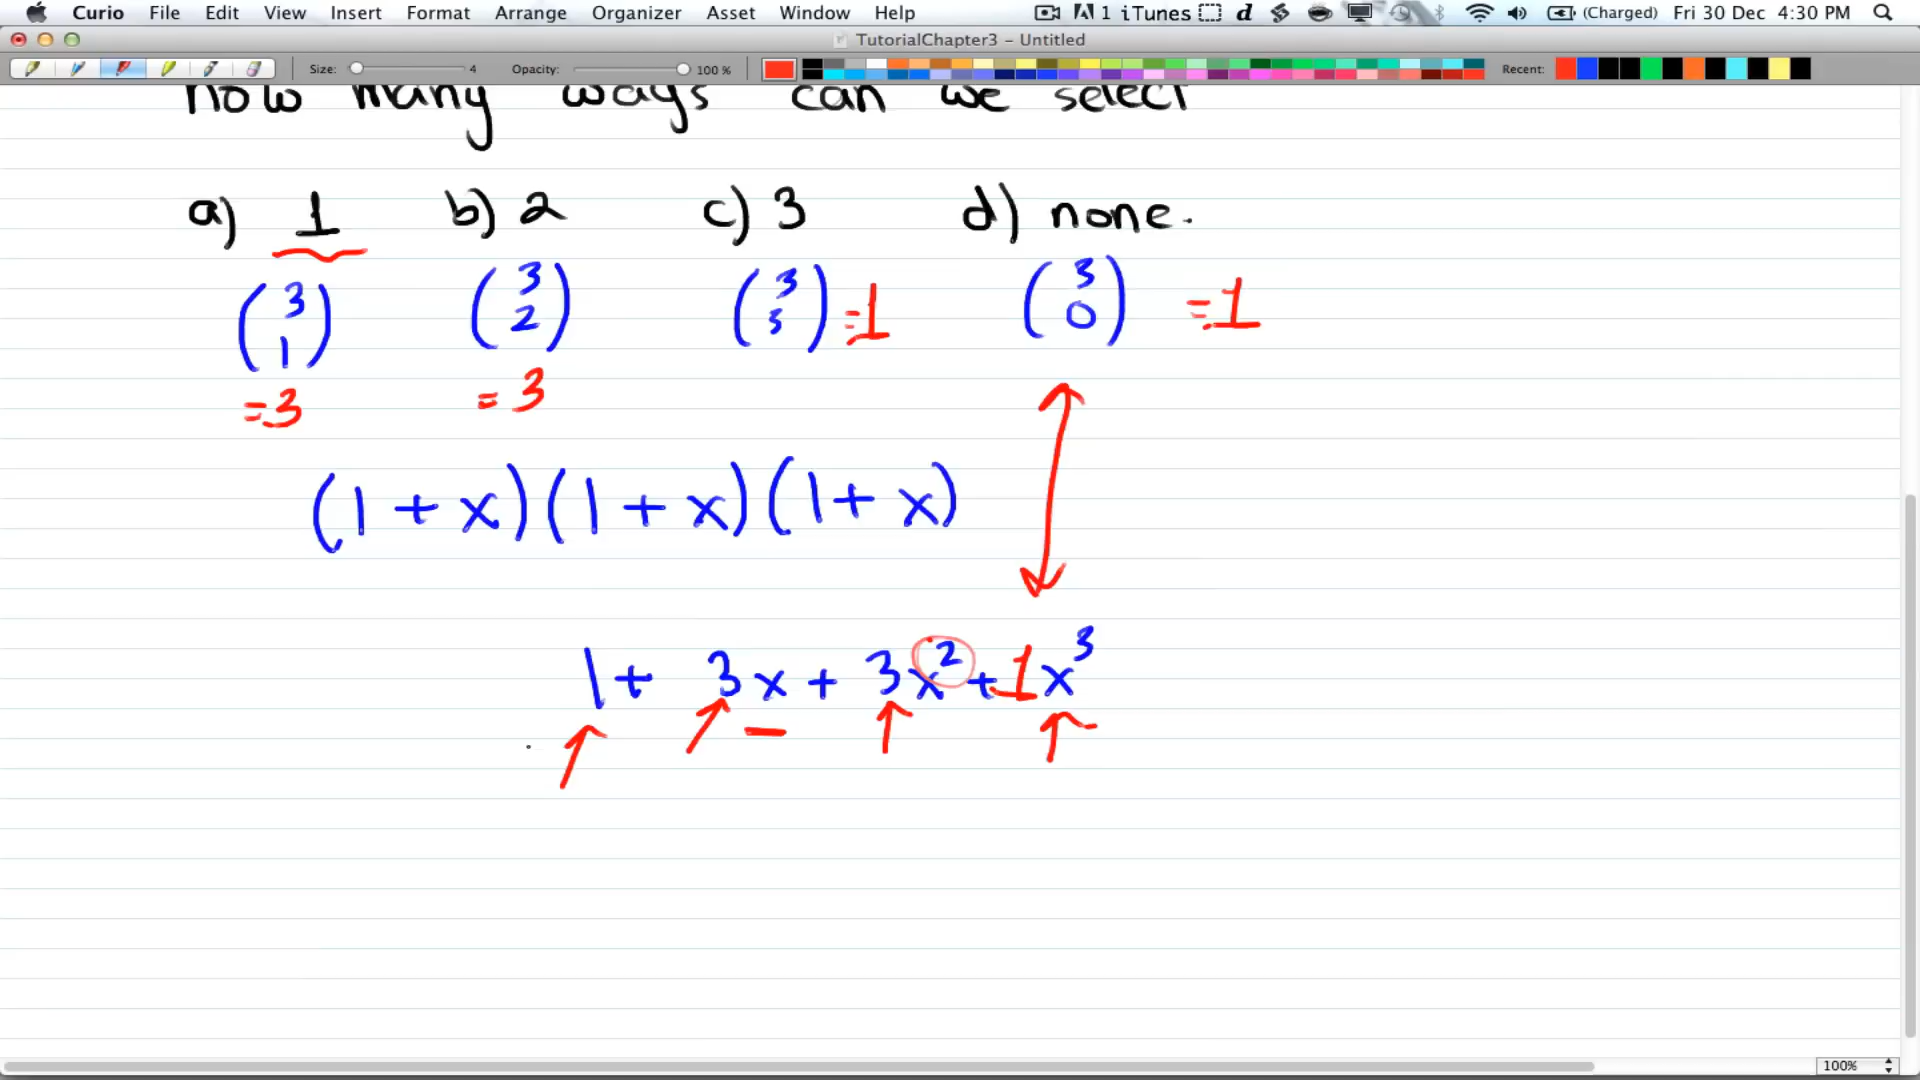 Curio File Edit View Insert Format Arrange Organizer Asset Window Help 1 iTunes (Charged) Fri 30 Dec 4:30 PM
TutorialChapter3 – Untitled
Size: 4 Opacity: 100 % Recent:
how many ways can we select
a) 1 b) 2 c) 3 d) none.
(3 1) (3 2) (3 3) =1 (3 0) =1
=3 = 3
(1 + x)(1 + x)(1 + x)
1 + 3x + 3x² + 1x³
100%